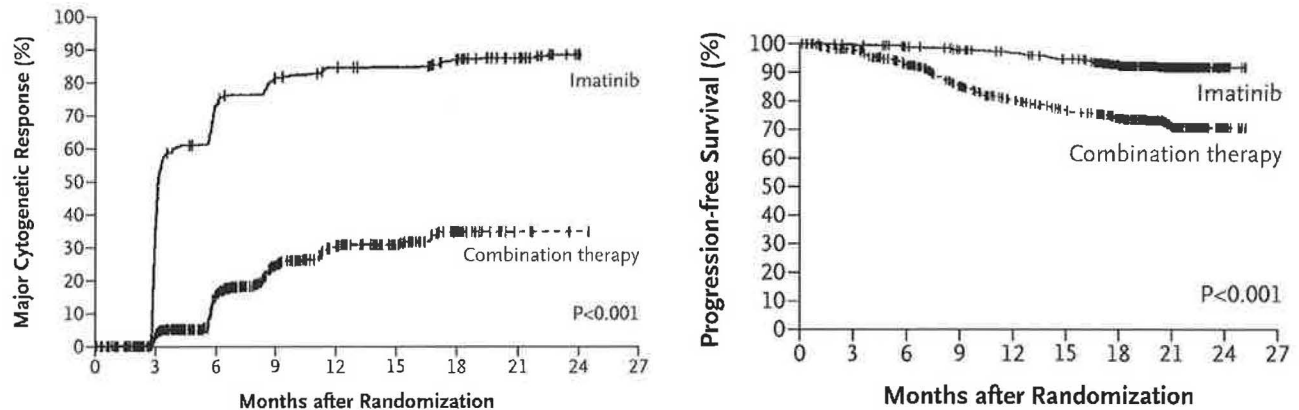 Major Cytogenetic Response (%)
100
90
80
70
60
50
40
30
20
10
0
Imatinib
Combination therapy
P<0.001
0 3 6 9 12 15 18 21 24 27
Months after Randomization
Progression-free Survival (%)
100
90
80
70
60
50
40
30
20
10
0
Imatinib
Combination therapy
P<0.001
0 3 6 9 12 15 18 21 24 27
Months after Randomization